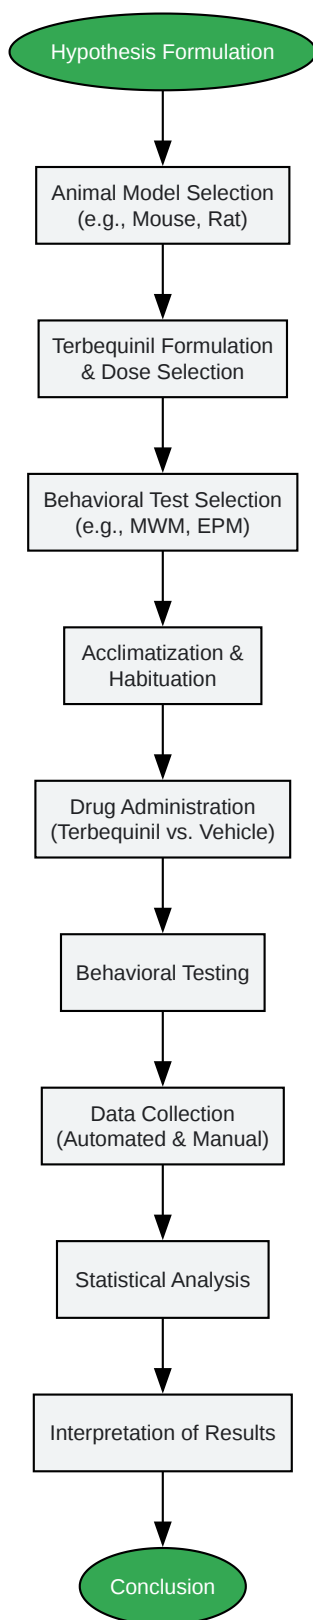 Hypothesis Formulation
Animal Model Selection
(e.g., Mouse, Rat)
Terbequinil Formulation
& Dose Selection
Behavioral Test Selection
(e.g., MWM, EPM)
Acclimatization &
Habituation
Drug Administration
(Terbequinil vs. Vehicle)
Behavioral Testing
Data Collection
(Automated & Manual)
Statistical Analysis
Interpretation of Results
Conclusion